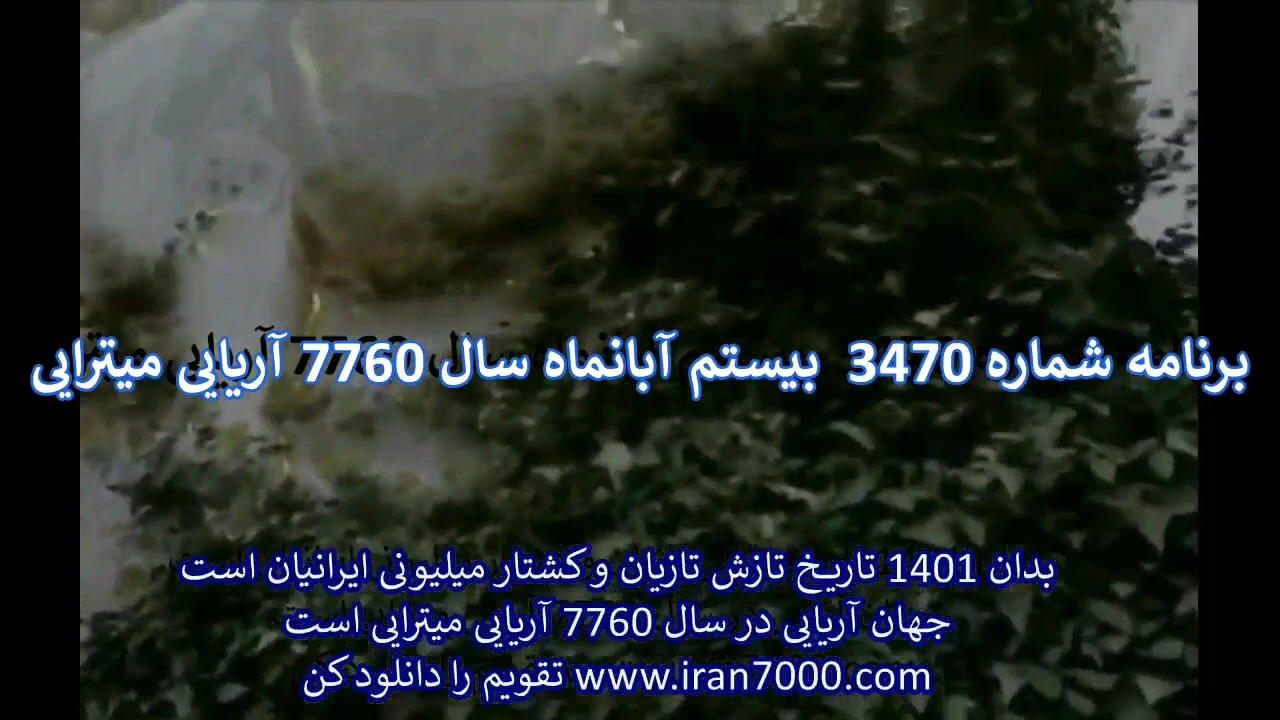 برنامه شماره 3470 بیستم آبانماه سال 7760 آریایی میترایی
بدان 1401 تاریخ تازش تازیان و کشتار میلیونی ایرانیان است
جهان آریایی در سال 7760 آریایی میترایی است
www.iran7000.com تقویم را دانلود کن